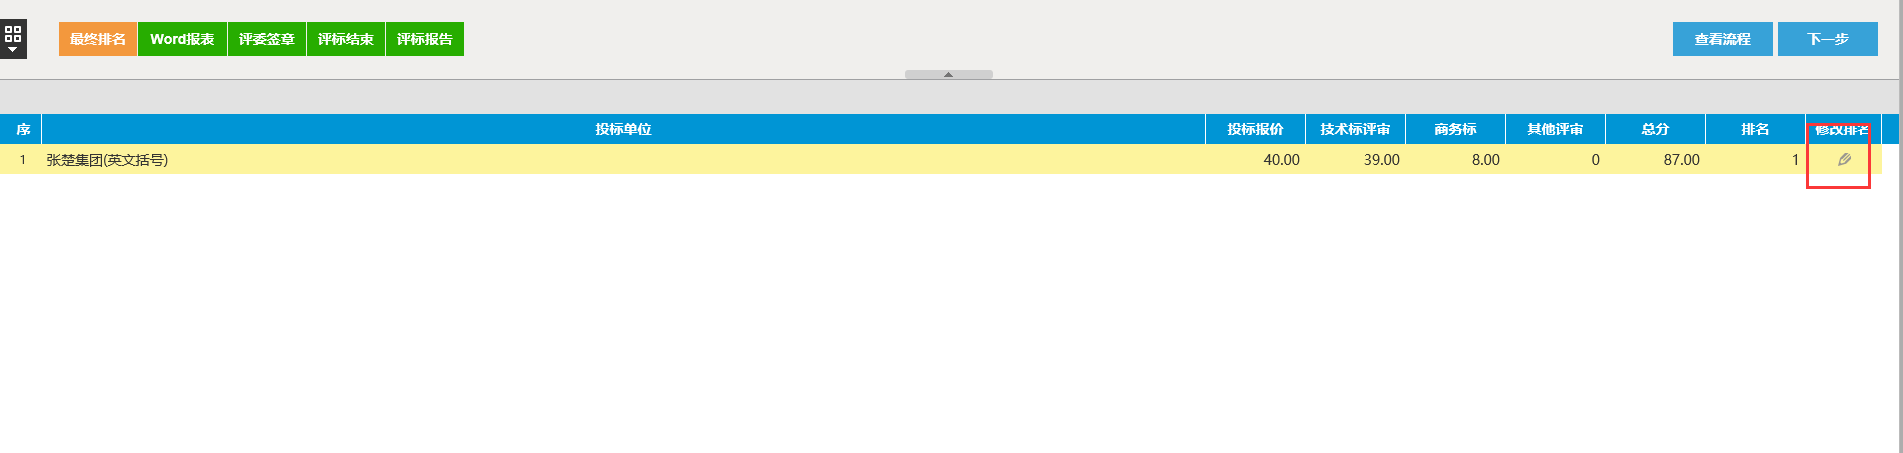 最终排名 Word报表 评委签章 评标结束 评标报告 查看流程 下一步
序 投标单位 投标报价 技术标评审 商务标 其他评审 总分 排名 修改排名
1 张楚集团(英文括号) 40.00 39.00 8.00 0 87.00 1